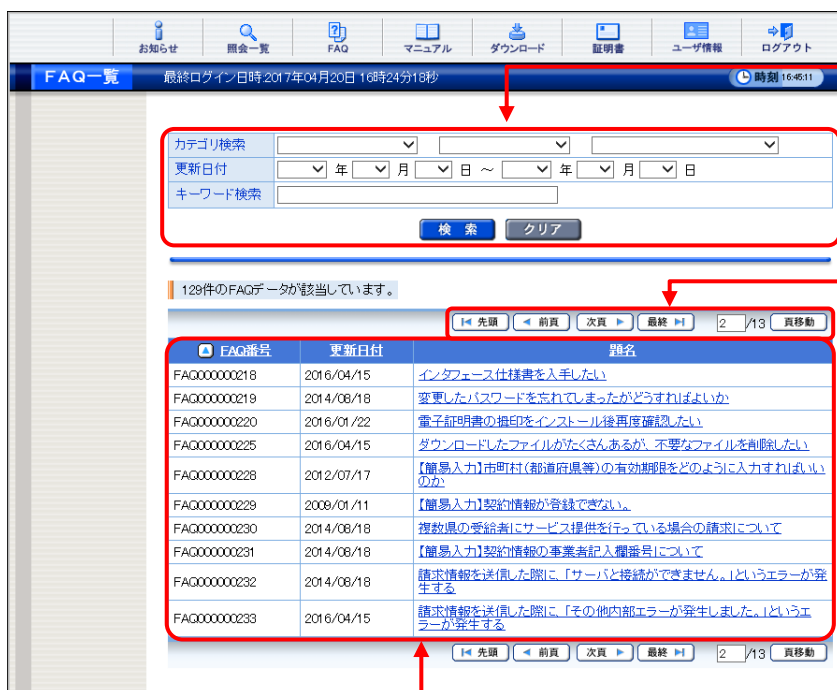 お知らせ 照会一覧 FAQ マニュアル ダウンロード 証明書 ユーザ情報 ログアウト
FAQ一覧 最終ログイン日時:2017年04月20日 16時24分18秒 時刻 16:45:11
カテゴリ検索
更新日付 年 月 日 ～ 年 月 日
キーワード検索
検 索 クリア
129件のFAQデータが該当しています。
先頭 前頁 次頁 最終 2 /13 頁移動
FAQ番号 更新日付 題名
FAQ000000218 2016/04/15 インタフェース仕様書を入手したい
FAQ000000219 2014/08/18 変更したパスワードを忘れてしまったがどうすればよいか
FAQ000000220 2016/01/22 電子証明書の拇印をインストール後再度確認したい
FAQ000000225 2016/04/15 ダウンロードしたファイルがたくさんあるが、不要なファイルを削除したい
FAQ000000228 2012/07/17 【簡易入力】市町村(都道府県等)の有効期限をどのように入力すればいい
のか
FAQ000000229 2009/01/11 【簡易入力】契約情報が登録できない。
FAQ000000230 2014/08/18 複数県の受給者にサービス提供を行っている場合の請求について
FAQ000000231 2014/08/18 【簡易入力】契約情報の事業者記入欄番号について
FAQ000000232 2014/08/18 請求情報を送信した際に、「サーバと接続ができません。」というエラーが発
生する
FAQ000000233 2016/04/15 請求情報を送信した際に、「その他内部エラーが発生しました。」というエ
ラーが発生する
先頭 前頁 次頁 最終 2 /13 頁移動